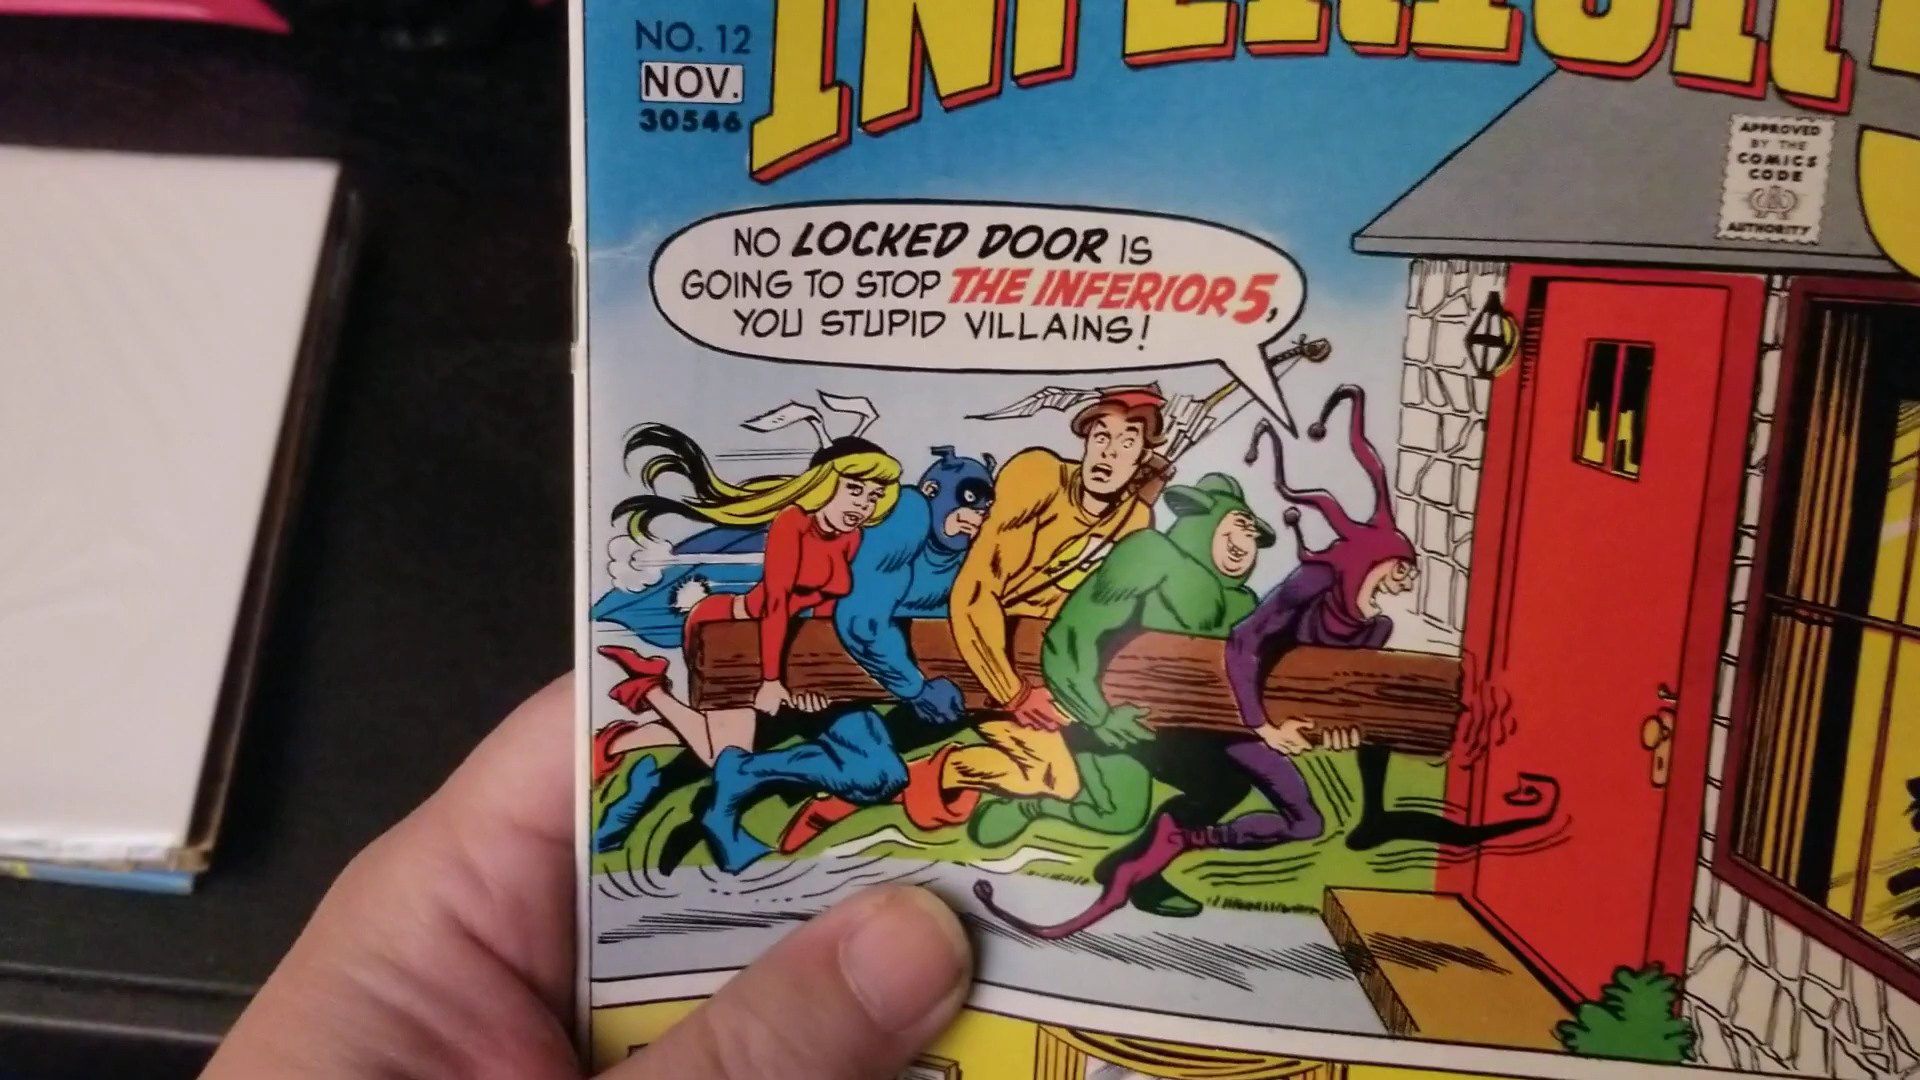 NO. 12
NOV.
30546
INFERIOR
APPROVED
BY THE
COMICS
CODE
AUTHORITY
NO LOCKED DOOR IS
GOING TO STOP THE INFERIOR 5,
YOU STUPID VILLAINS!